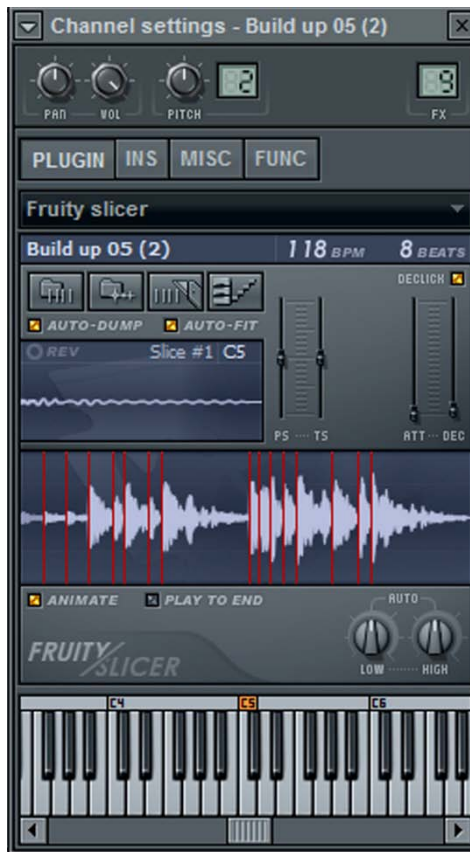 Channel settings - Build up 05 (2)
PAN VOL PITCH 2 9 FX
PLUGIN INS MISC FUNC
Fruity slicer
Build up 05 (2) 118 BPM 8 BEATS
DECLICK
AUTO-DUMP AUTO-FIT
REV Slice #1 C5
PS TS ATT DEC
ANIMATE PLAY TO END
AUTO
FRUITY SLICER
LOW HIGH
C4 C5 C6